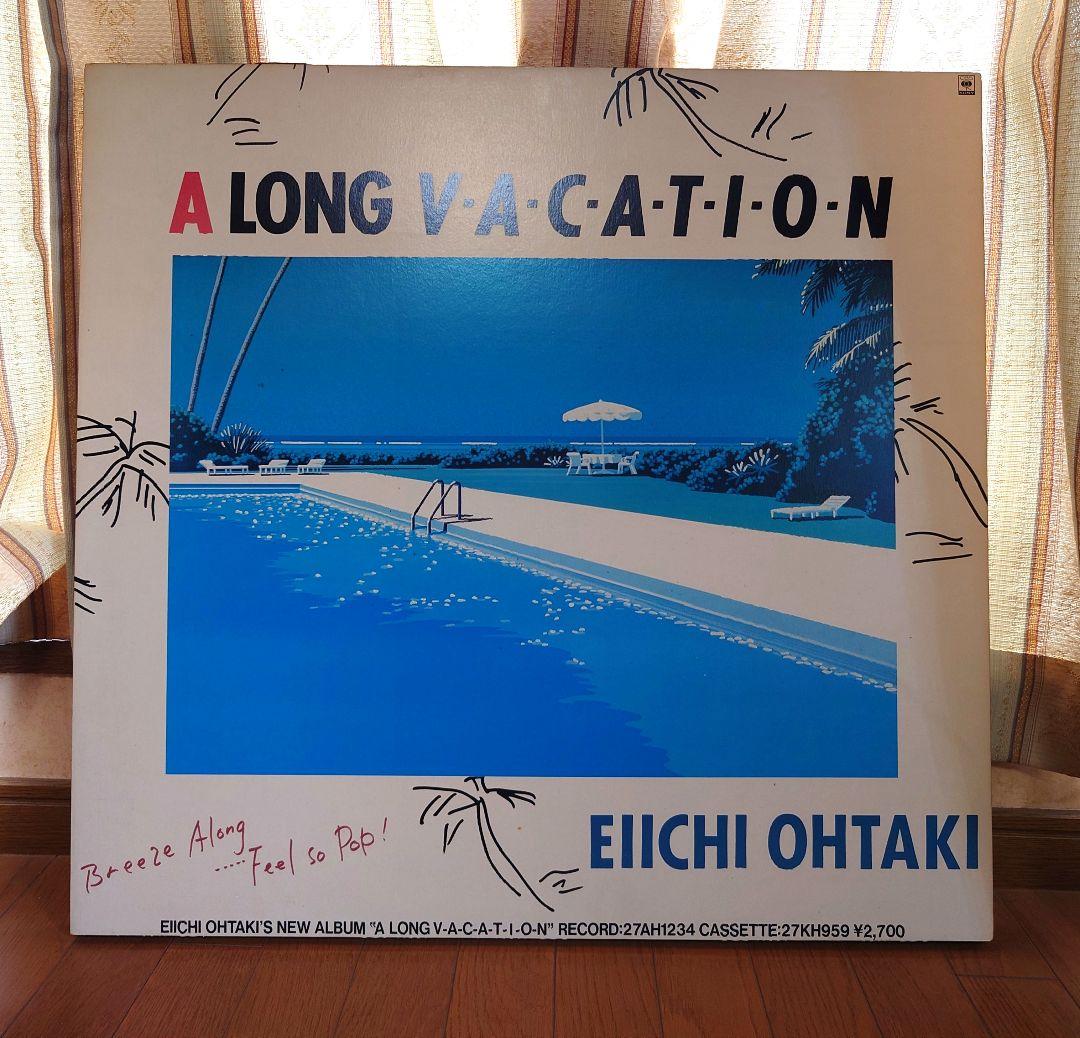 A LONG V-A-C-A-T-I-O-N
Breeze Along
.....Feel so Pop!
EIICHI OHTAKI
EIICHI OHTAKI'S NEW ALBUM "A LONG V-A-C-A-T-I-O-N" RECORD:27AH1234 CASSETTE:27KH959 ¥2,700